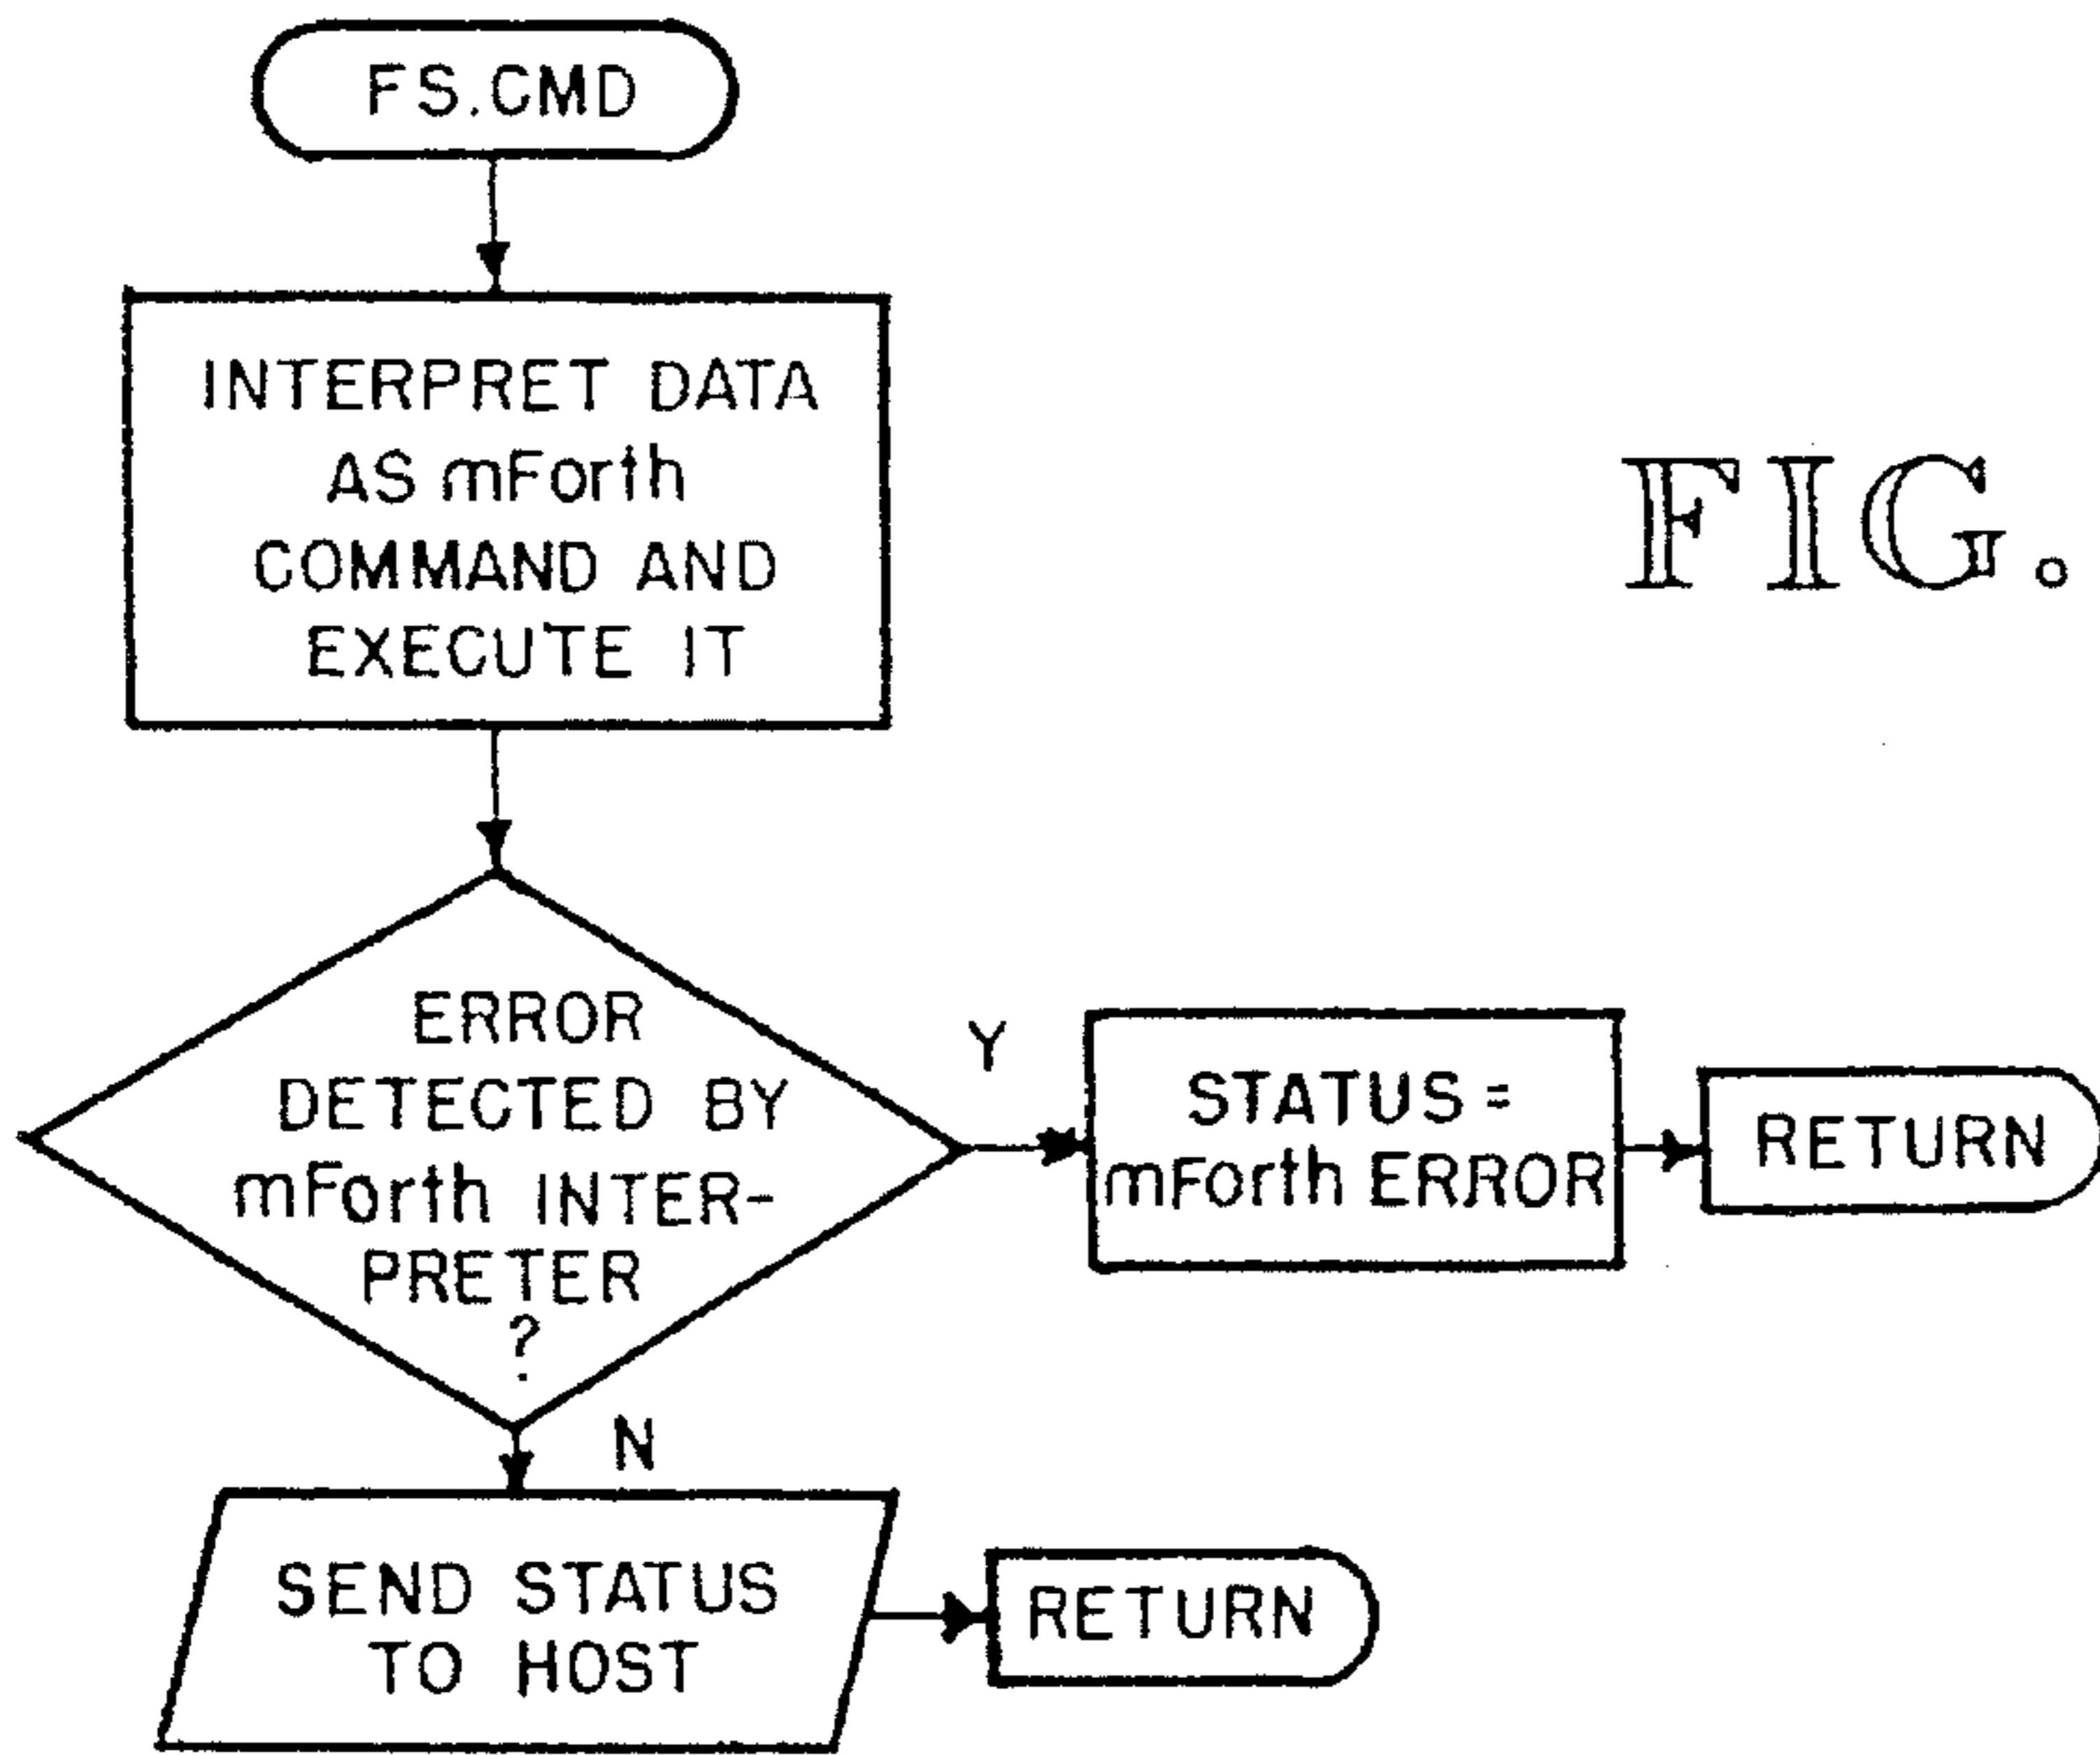 FS.CMD
INTERPRET DATA
AS mForth
COMMAND AND
EXECUTE IT
FIG.
ERROR
DETECTED BY
mForth INTER-
PRETER
?
Y
STATUS =
mForth ERROR
RETURN
N
SEND STATUS
TO HOST
RETURN